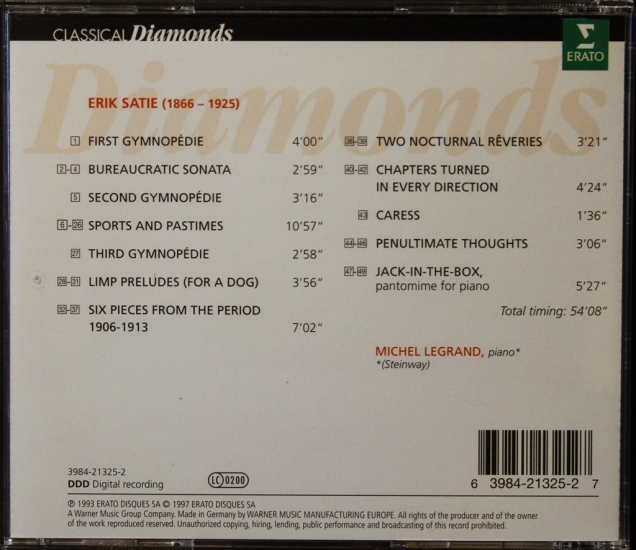 CLASSICAL Diamonds
ERATO
Diamonds
ERIK SATIE (1866 – 1925)
1 FIRST GYMNOPÉDIE 4'00"
2-4 BUREAUCRATIC SONATA 2'59"
5 SECOND GYMNOPÉDIE 3'16"
6-26 SPORTS AND PASTIMES 10'57"
27 THIRD GYMNOPÉDIE 2'58"
28-31 LIMP PRELUDES (FOR A DOG) 3'56"
32-37 SIX PIECES FROM THE PERIOD
1906-1913 7'02"
38-39 TWO NOCTURNAL RÊVERIES 3'21"
40-42 CHAPTERS TURNED
IN EVERY DIRECTION 4'24"
43 CARESS 1'36"
44-46 PENULTIMATE THOUGHTS 3'06"
47-49 JACK-IN-THE-BOX,
pantomime for piano 5'27"
Total timing: 54'08"
MICHEL LEGRAND, piano*
*(Steinway)
3984-21325-2
DDD Digital recording
LC 0200
6 3984-21325-2 7
℗ 1993 ERATO DISQUES SA © 1997 ERATO DISQUES SA
A Warner Music Group Company. Made in Germany by WARNER MUSIC MANUFACTURING EUROPE. All rights of the producer and of the owner
of the work reproduced reserved. Unauthorized copying, hiring, lending, public performance and broadcasting of this record prohibited.